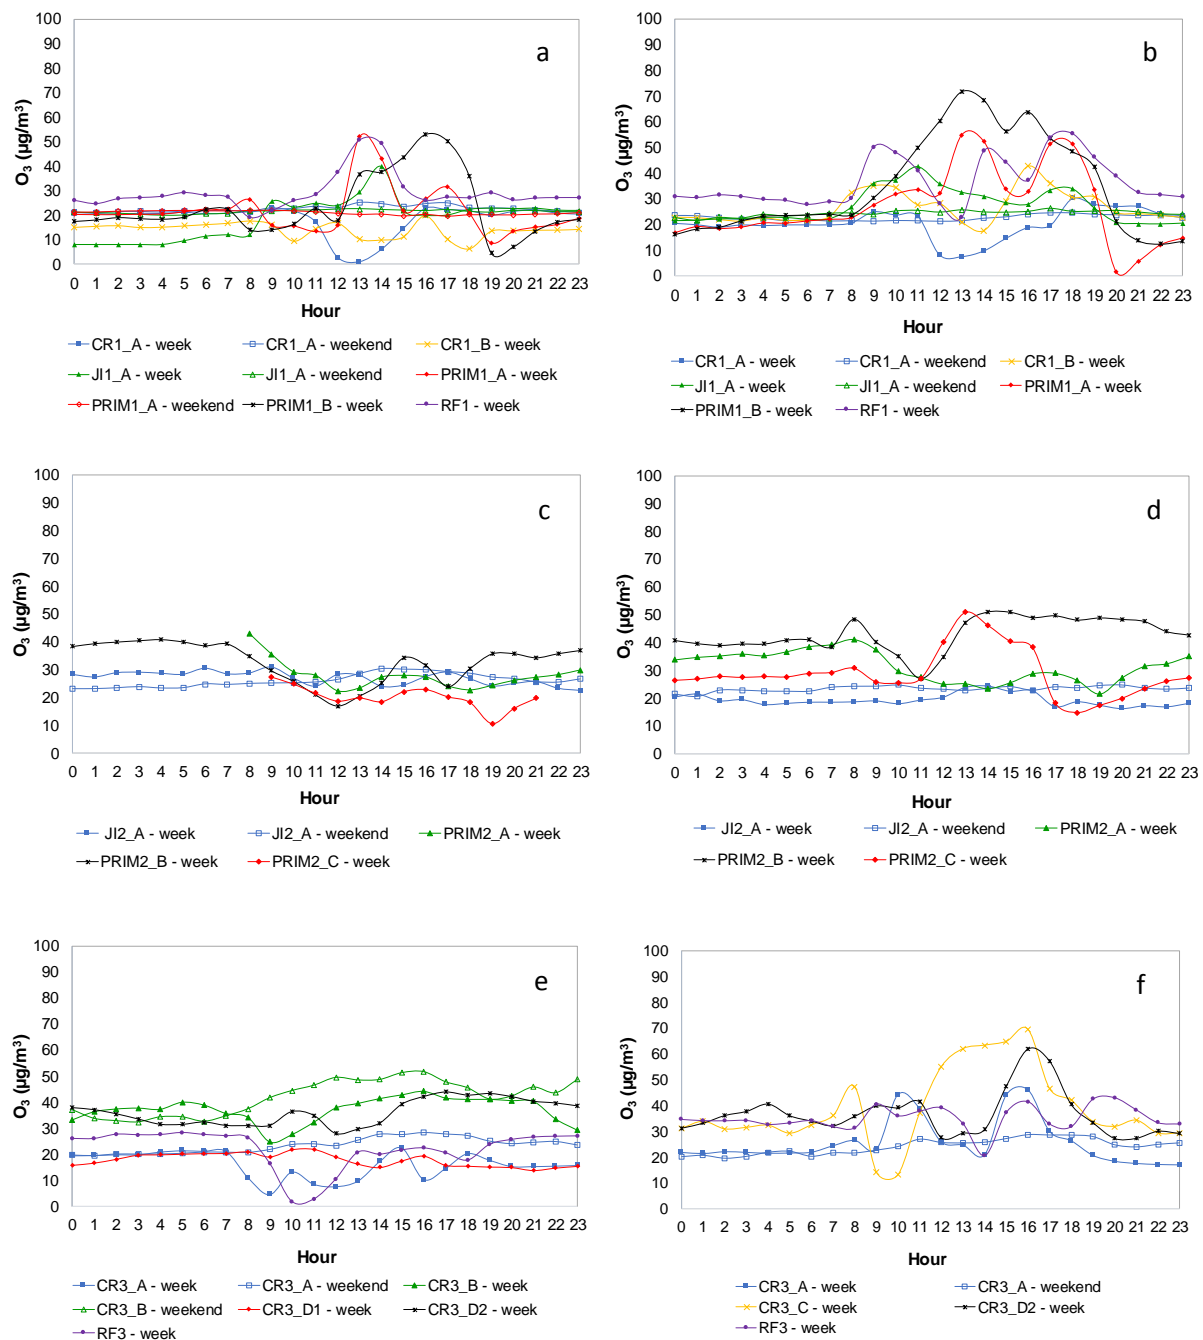 a
O3 (µg/m³)
100
90
80
70
60
50
40
30
20
10
0
0 1 2 3 4 5 6 7 8 9 10 11 12 13 14 15 16 17 18 19 20 21 22 23
Hour
CR1_A - week CR1_A - weekend CR1_B - week
JI1_A - week JI1_A - weekend PRIM1_A - week
PRIM1_A - weekend PRIM1_B - week RF1 - week
b
O3 (µg/m³)
100
90
80
70
60
50
40
30
20
10
0
0 1 2 3 4 5 6 7 8 9 10 11 12 13 14 15 16 17 18 19 20 21 22 23
Hour
CR1_A - week CR1_A - weekend CR1_B - week
JI1_A - week JI1_A - weekend PRIM1_A - week
PRIM1_B - week RF1 - week
c
O3 (µg/m³)
100
90
80
70
60
50
40
30
20
10
0
0 1 2 3 4 5 6 7 8 9 10 11 12 13 14 15 16 17 18 19 20 21 22 23
Hour
JI2_A - week JI2_A - weekend PRIM2_A - week
PRIM2_B - week PRIM2_C - week
d
O3 (µg/m³)
100
90
80
70
60
50
40
30
20
10
0
0 1 2 3 4 5 6 7 8 9 10 11 12 13 14 15 16 17 18 19 20 21 22 23
Hour
JI2_A - week JI2_A - weekend PRIM2_A - week
PRIM2_B - week PRIM2_C - week
e
O3 (µg/m³)
100
90
80
70
60
50
40
30
20
10
0
0 1 2 3 4 5 6 7 8 9 10 11 12 13 14 15 16 17 18 19 20 21 22 23
Hour
CR3_A - week CR3_A - weekend CR3_B - week
CR3_B - weekend CR3_D1 - week CR3_D2 - week
RF3 - week
f
O3 (µg/m³)
100
90
80
70
60
50
40
30
20
10
0
0 1 2 3 4 5 6 7 8 9 10 11 12 13 14 15 16 17 18 19 20 21 22 23
Hour
CR3_A - week CR3_A - weekend
CR3_C - week CR3_D2 - week
RF3 - week